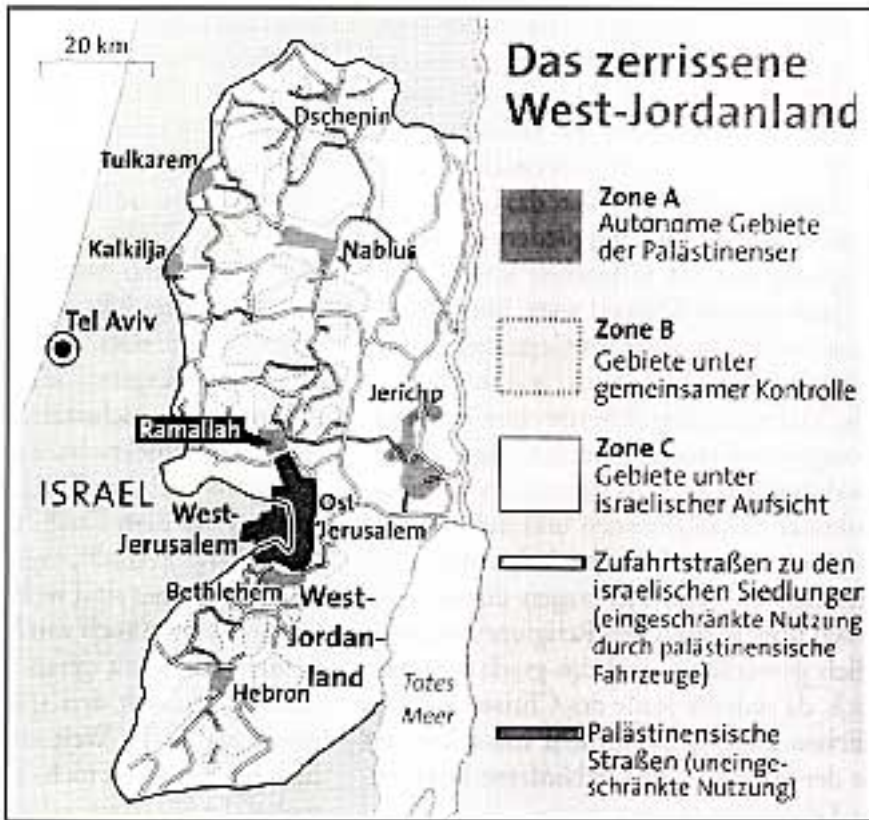 20 km
Das zerrissene
West-Jordanland
Dschenin
Tulkarem
Kalkilja
Nablus
Tel Aviv
Jericho
Ramallah
ISRAEL
West-
Jerusalem
Ost-
Jerusalem
Bethlehem
West-
Jordan-
land
Hebron
Totes
Meer
Zone A
Autonome Gebiete
der Palästinenser
Zone B
Gebiete unter
gemeinsamer Kontrolle
Zone C
Gebiete unter
israelischer Aufsicht
Zufahrtstraßen zu den
israelischen Siedlungen
(eingeschränkte Nutzung
durch palästinensische
Fahrzeuge)
Palästinensische
Straßen (uneinge-
schränkte Nutzung)